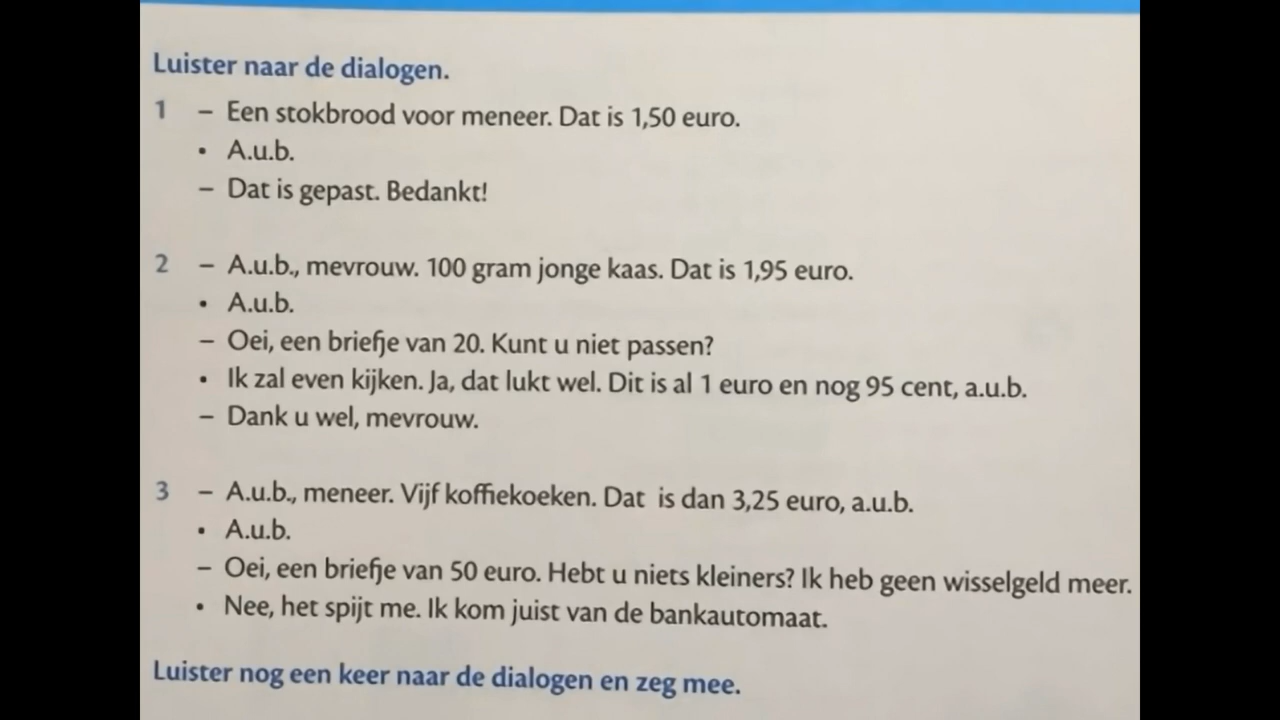 Luister naar de dialogen.
1 – Een stokbrood voor meneer. Dat is 1,50 euro.
• A.u.b.
– Dat is gepast. Bedankt!
2 – A.u.b., mevrouw. 100 gram jonge kaas. Dat is 1,95 euro.
• A.u.b.
– Oei, een briefje van 20. Kunt u niet passen?
• Ik zal even kijken. Ja, dat lukt wel. Dit is al 1 euro en nog 95 cent, a.u.b.
– Dank u wel, mevrouw.
3 – A.u.b., meneer. Vijf koffiekoeken. Dat is dan 3,25 euro, a.u.b.
• A.u.b.
– Oei, een briefje van 50 euro. Hebt u niets kleiners? Ik heb geen wisselgeld meer.
• Nee, het spijt me. Ik kom juist van de bankautomaat.
Luister nog een keer naar de dialogen en zeg mee.